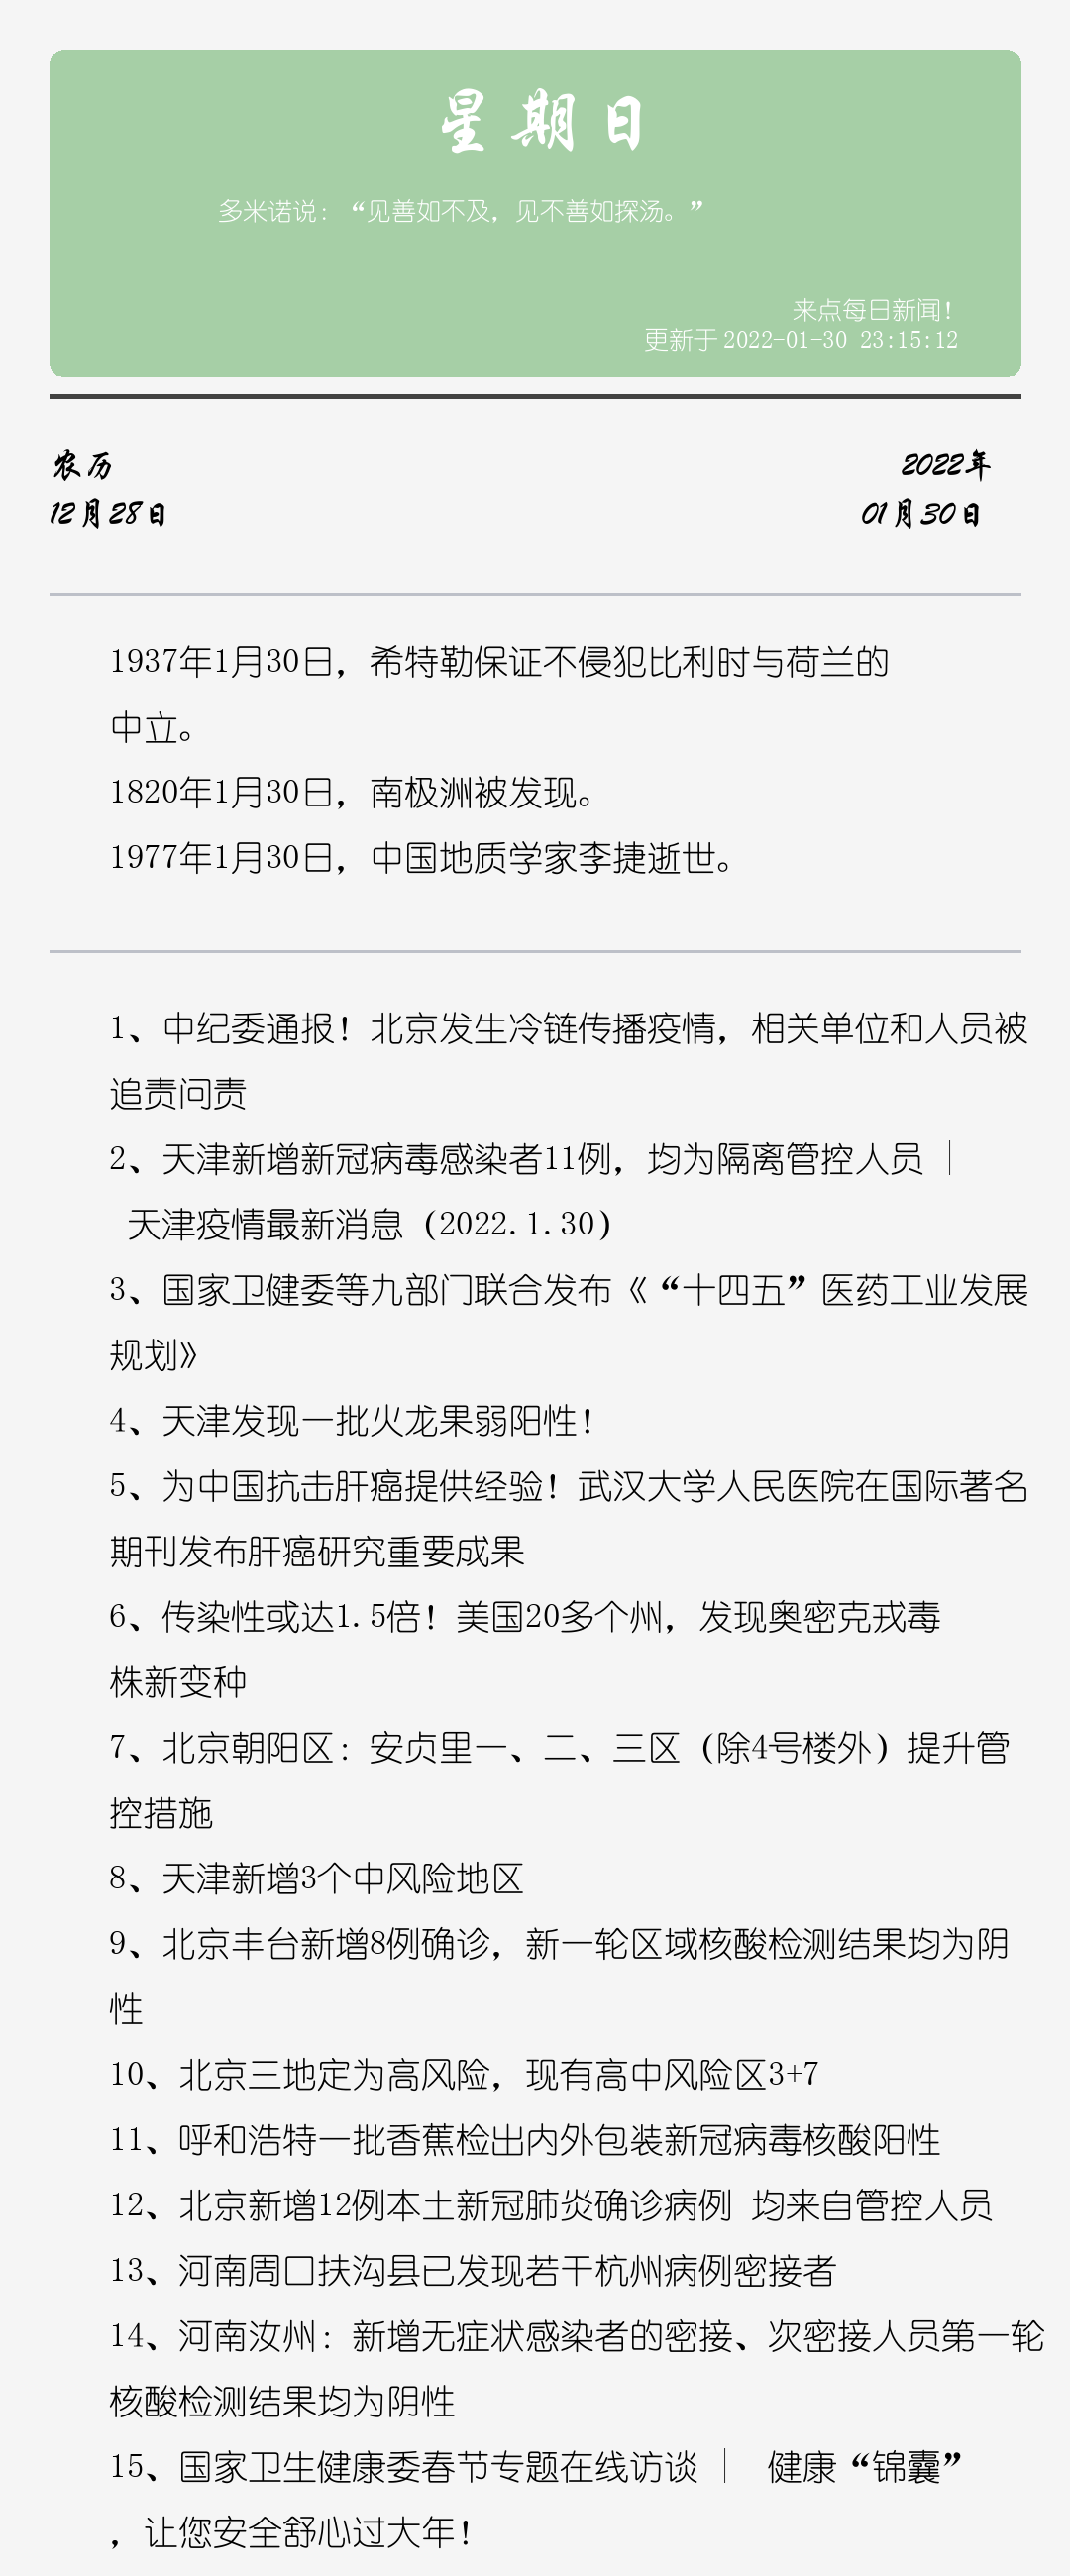 星期日
多米诺说：“见善如不及，见不善如探汤。”
来点每日新闻！
更新于2022-01-30 23:15:12
农历
2022年
12月28日
01月30日
1937年1月30日，希特勒保证不侵犯比利时与荷兰的
中立。
1820年1月30日，南极洲被发现。
1977年1月30日，中国地质学家李捷逝世。
1、中纪委通报！北京发生冷链传播疫情，相关单位和人员被
追责问责
2、天津新增新冠病毒感染者11例，均为隔离管控人员 |
天津疫情最新消息（2022.1.30）
3、国家卫健委等九部门联合发布《“十四五”医药工业发展
规划》
4、天津发现一批火龙果弱阳性！
5、为中国抗击肝癌提供经验！武汉大学人民医院在国际著名
期刊发布肝癌研究重要成果
6、传染性或达1.5倍！美国20多个州，发现奥密克戎毒
株新变种
7、北京朝阳区：安贞里一、二、三区（除4号楼外）提升管
控措施
8、天津新增3个中风险地区
9、北京丰台新增8例确诊，新一轮区域核酸检测结果均为阴
性
10、北京三地定为高风险，现有高中风险区3+7
11、呼和浩特一批香蕉检出内外包装新冠病毒核酸阳性
12、北京新增12例本土新冠肺炎确诊病例 均来自管控人员
13、河南周口扶沟县已发现若干杭州病例密接者
14、河南汝州：新增无症状感染者的密接、次密接人员第一轮
核酸检测结果均为阴性
15、国家卫生健康委春节专题在线访谈 | 健康“锦囊”
，让您安全舒心过大年！